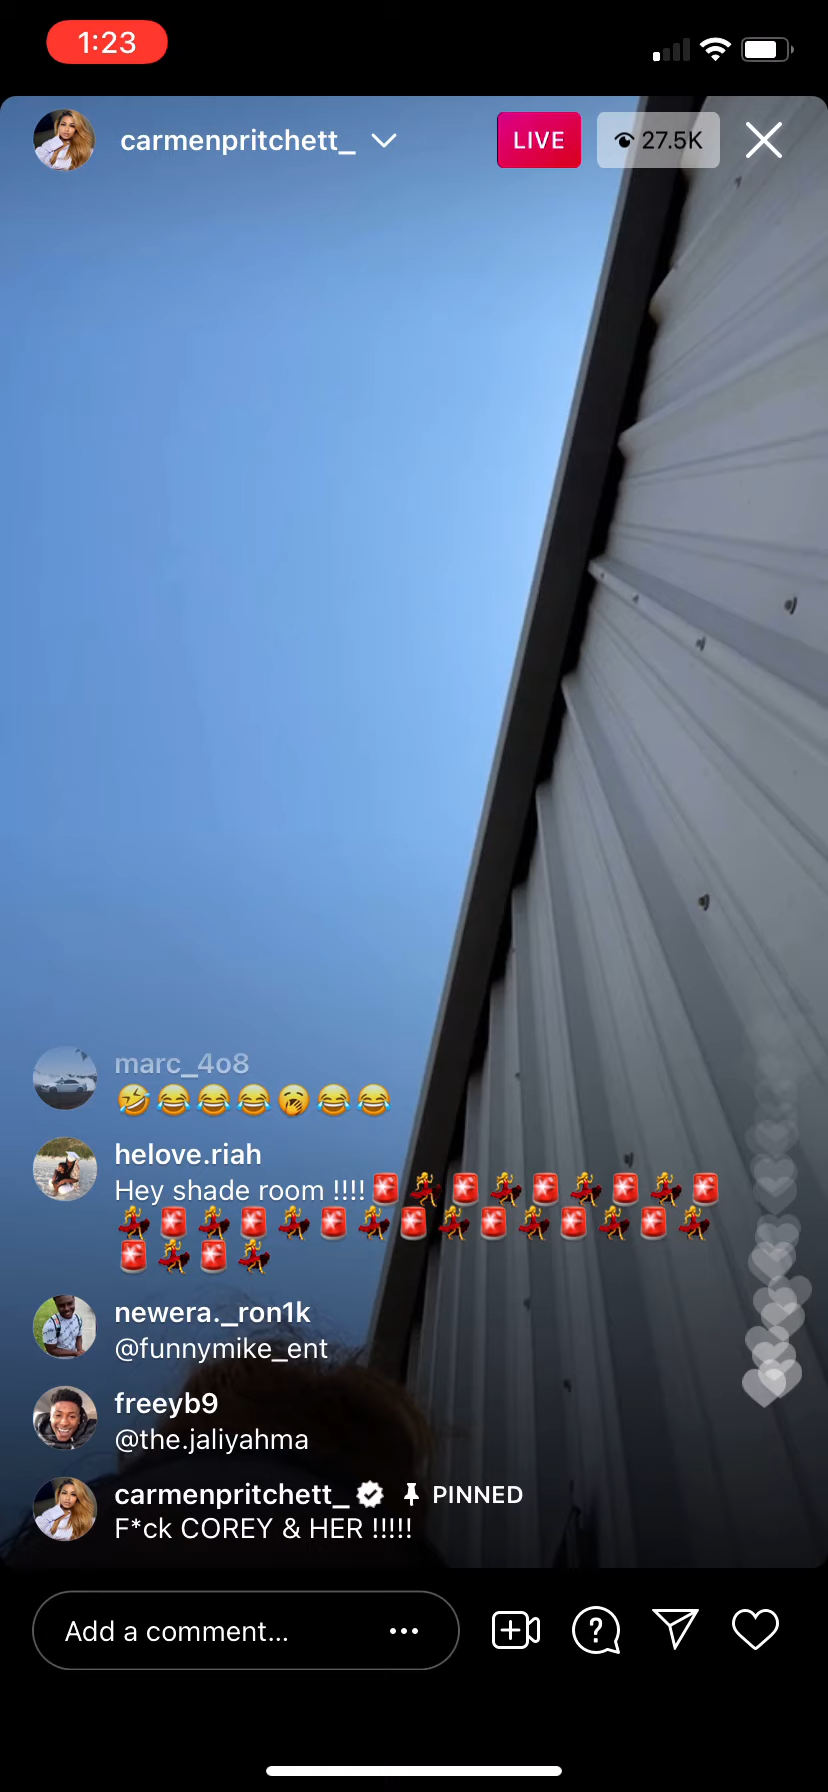 1:23
carmenpritchett_
LIVE
27.5K
marc_4o8
🤣😂😂😂🥱😂😂
helove.riah
Hey shade room !!!!🚨💃🚨💃🚨💃🚨💃🚨
💃🚨💃🚨💃🚨💃🚨💃🚨💃🚨💃🚨💃
🚨💃🚨💃
newera._ron1k
@funnymike_ent
freeyb9
@the.jaliyahma
carmenpritchett_ PINNED
F*ck COREY & HER !!!!!
Add a comment...